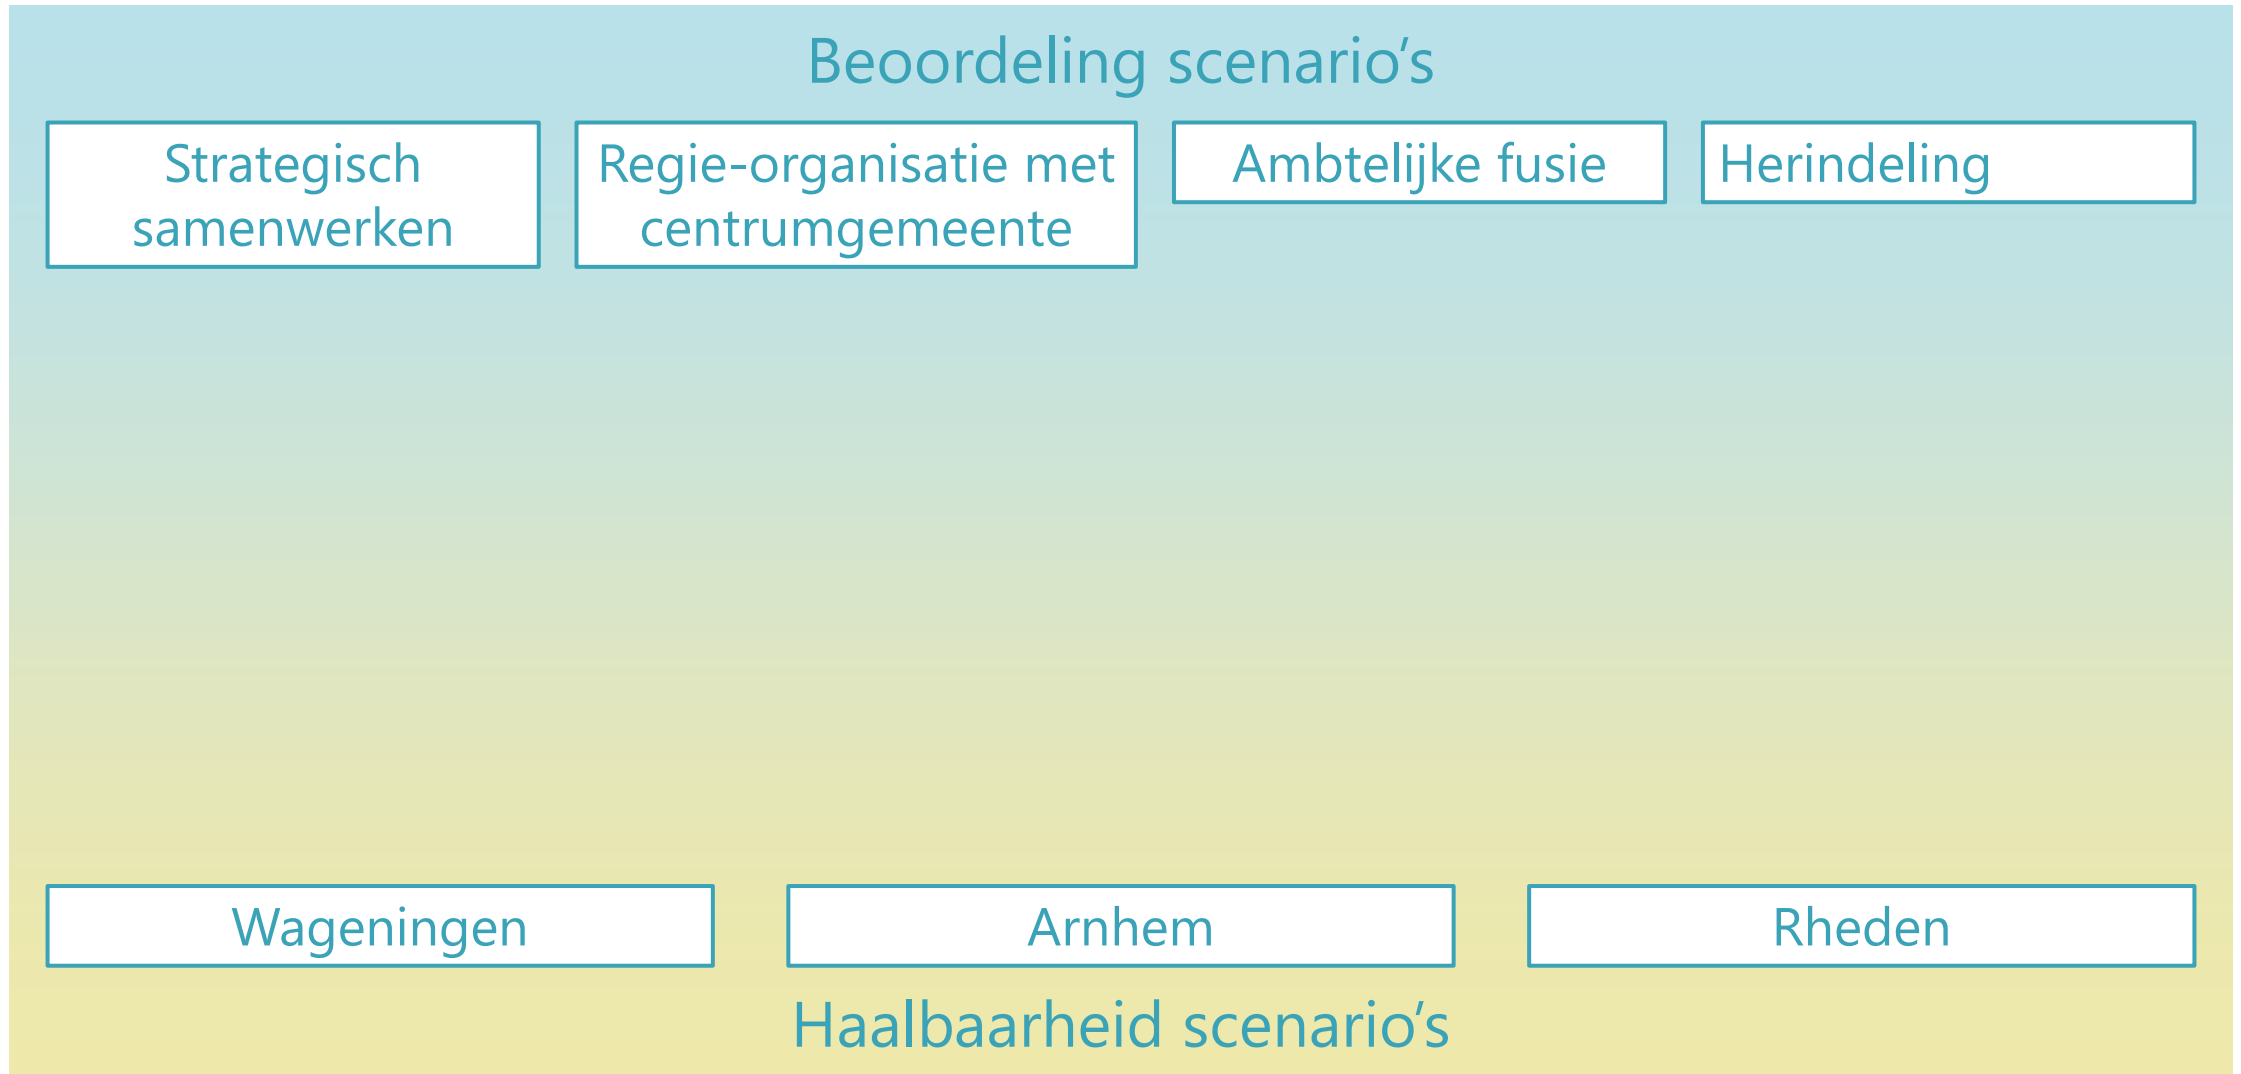 Beoordeling scenario’s
Strategisch
samenwerken
Regie-organisatie met
centrumgemeente
Ambtelijke fusie
Herindeling
Wageningen
Arnhem
Rheden
Haalbaarheid scenario’s